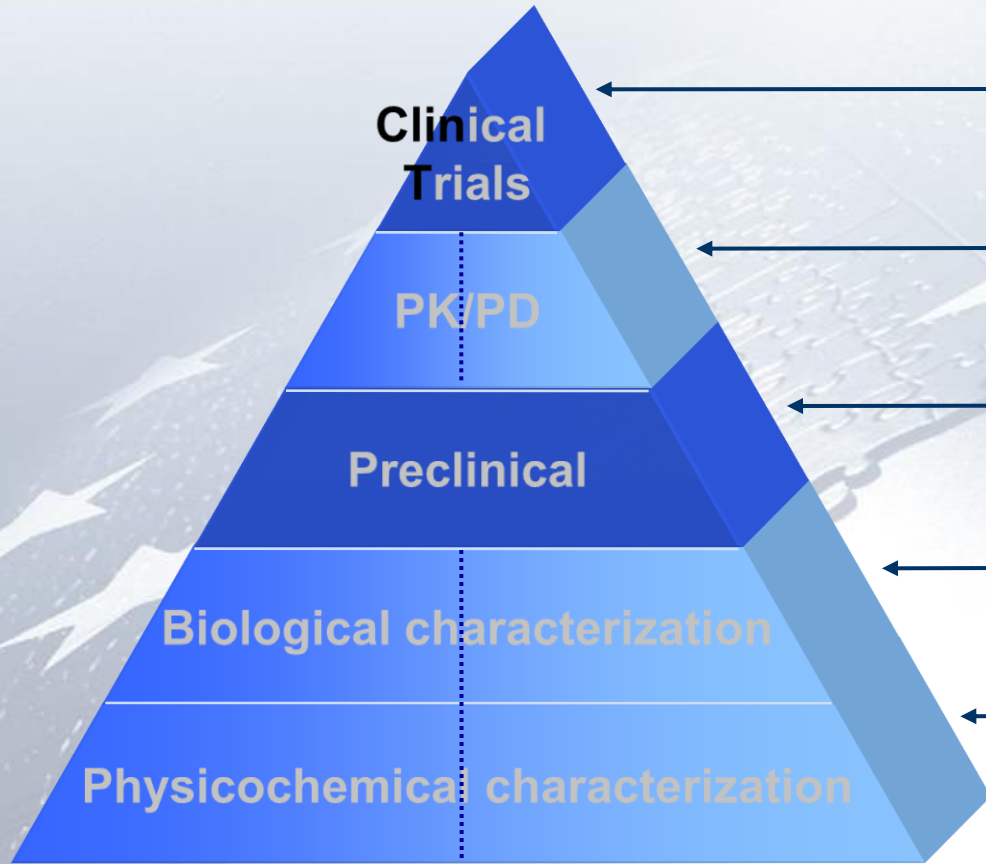 Clinical
Trials
PK/PD
Preclinical
Biological characterization
Physicochemical characterization